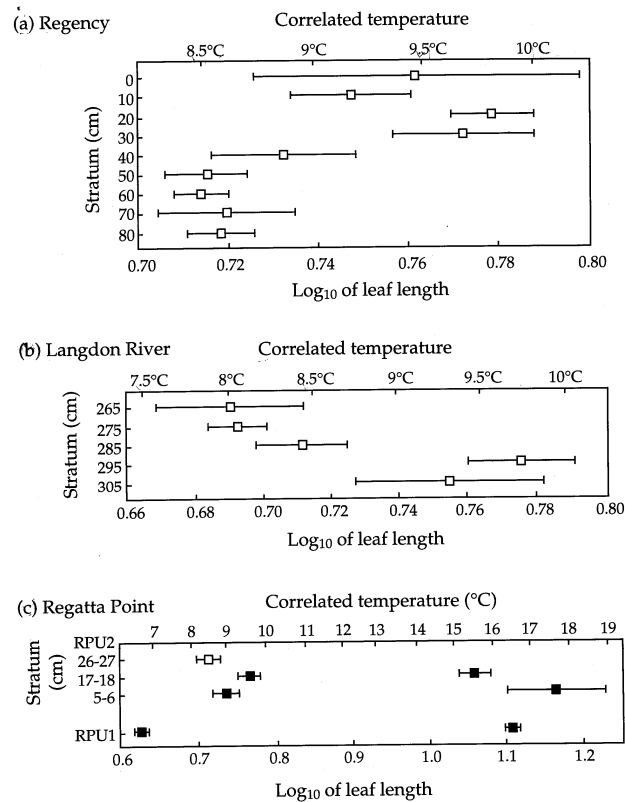 (a) Regency
Correlated temperature
8.5°C 9°C 9.5°C 10°C
Stratum (cm)
0
10
20
30
40
50
60
70
80
0.70 0.72 0.74 0.76 0.78 0.80
Log10 of leaf length
(b) Langdon River
Correlated temperature
7.5°C 8°C 8.5°C 9°C 9.5°C 10°C
Stratum (cm)
265
275
285
295
305
0.66 0.68 0.70 0.72 0.74 0.76 0.78 0.80
Log10 of leaf length
(c) Regatta Point
Correlated temperature (°C)
7 8 9 10 11 12 13 14 15 16 17 18 19
Stratum
(cm)
RPU2
26-27
17-18
5-6
RPU1
0.6 0.7 0.8 0.9 1.0 1.1 1.2
Log10 of leaf length